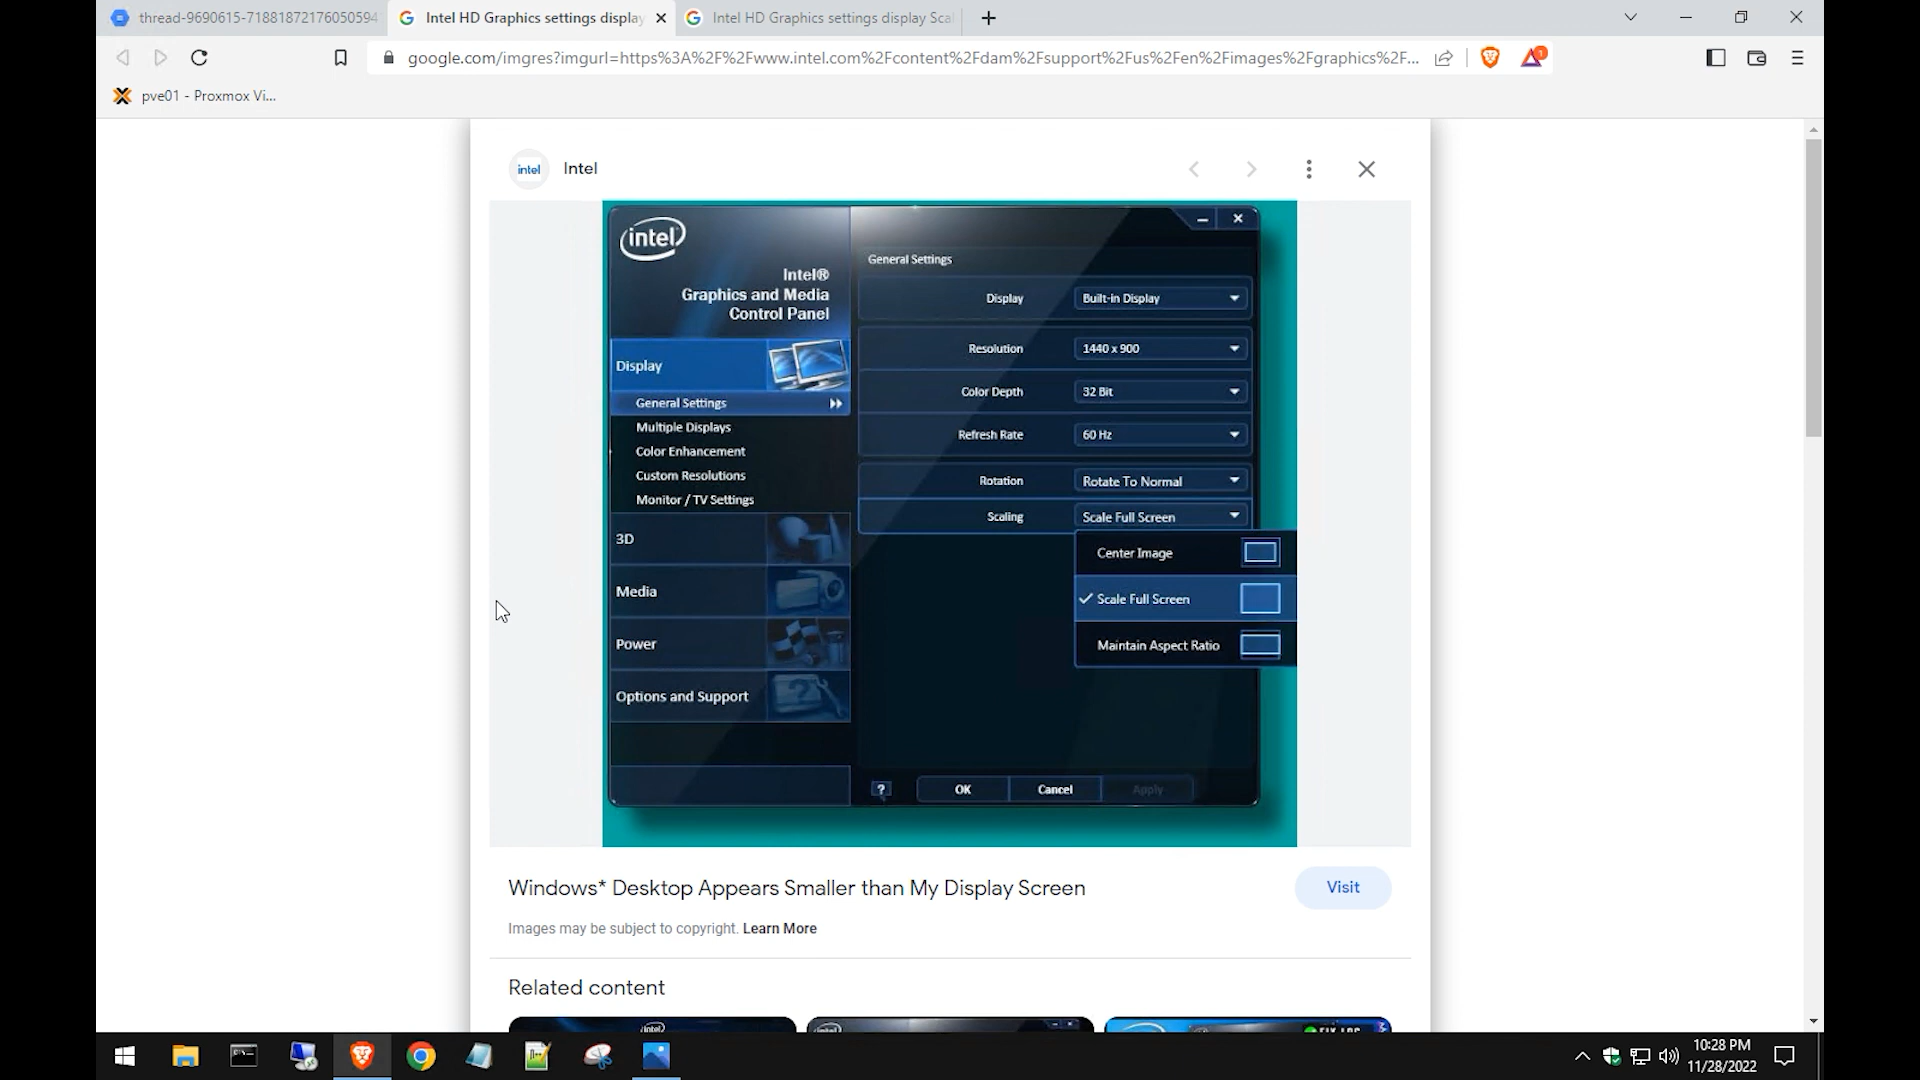 thread-9690615-71881872176050594
Intel HD Graphics settings display
Intel HD Graphics settings display Sca
google.com/imgres?imgurl=https%3A%2F%2Fwww.intel.com%2Fcontent%2Fdam%2Fsupport%2Fus%2Fen%2Fimages%2Fgraphics%2F...
1
pve01 - Proxmox Vi...
intel
Intel
intel
Intel®
Graphics and Media
Control Panel
General Settings
Display
Built-in Display
Resolution
1440 x 900
Display
Color Depth
32 Bit
General Settings
Multiple Displays
Refresh Rate
60 Hz
Color Enhancement
Custom Resolutions
Rotation
Rotate To Normal
Monitor / TV Settings
Scaling
Scale Full Screen
3D
Center Image
Media
Scale Full Screen
Power
Maintain Aspect Ratio
Options and Support
?
OK
Cancel
Apply
Windows* Desktop Appears Smaller than My Display Screen
Visit
Images may be subject to copyright. Learn More
Related content
10:28 PM
11/28/2022